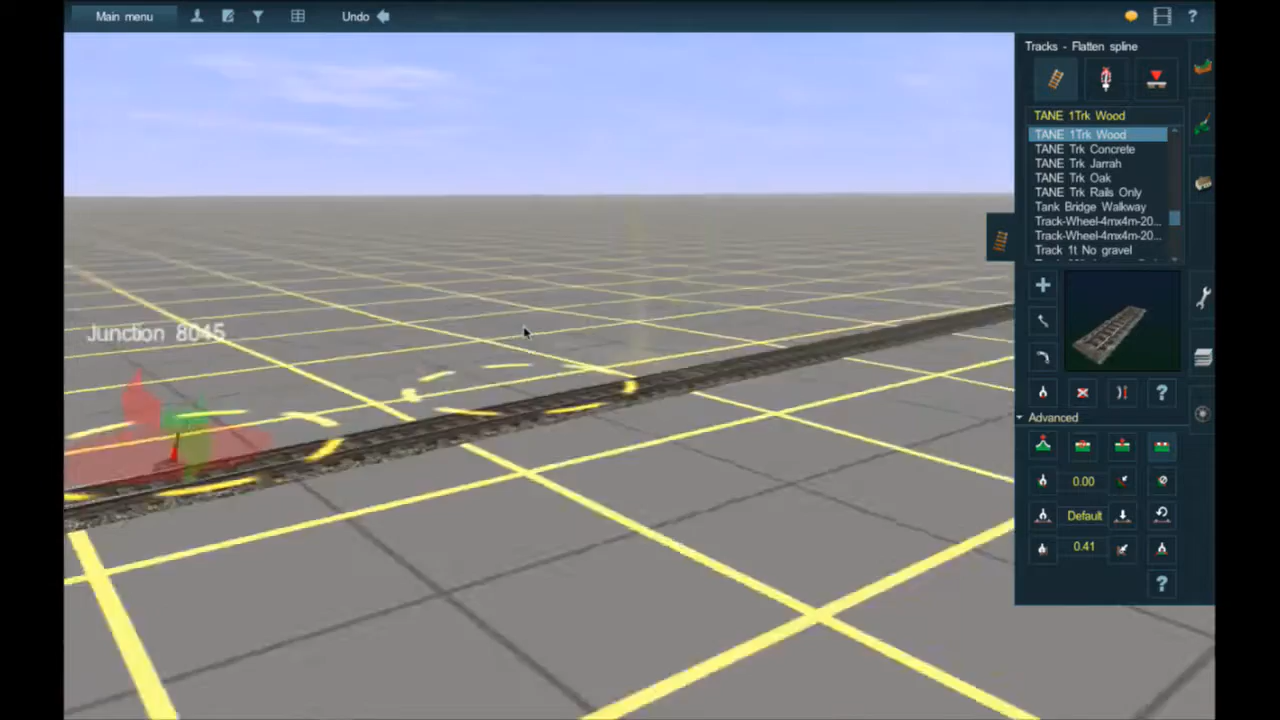 Main menu
Undo
?
Tracks - Flatten spline
TANE 1Trk Wood
TANE 1Trk Wood
TANE Trk Concrete
TANE Trk Jarrah
TANE Trk Oak
TANE Trk Rails Only
Tank Bridge Walkway
Track-Wheel-4mx4m-20...
Track-Wheel-4mx4m-20...
Track 1t No gravel
Junction 8045
?
Advanced
0.00
Default
0.41
?